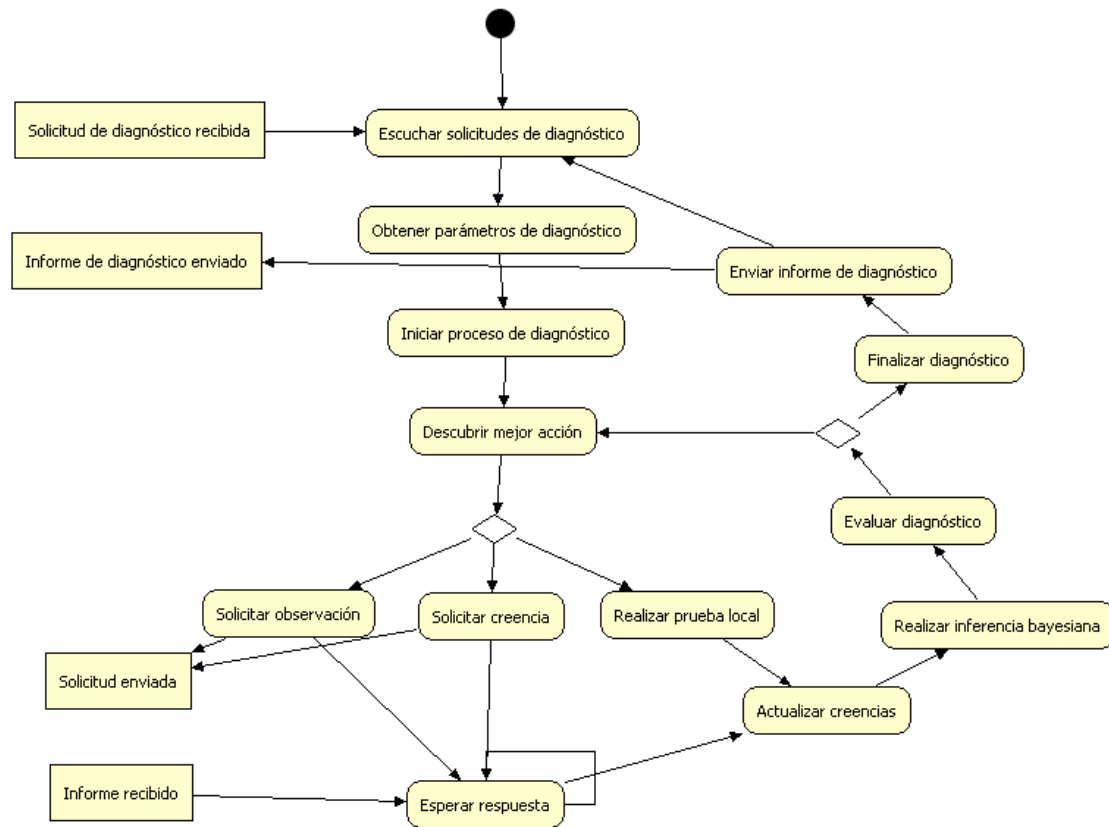 Solicitud de diagnóstico recibida
Escuchar solicitudes de diagnóstico
Obtener parámetros de diagnóstico
Informe de diagnóstico enviado
Enviar informe de diagnóstico
Iniciar proceso de diagnóstico
Finalizar diagnóstico
Descubrir mejor acción
Evaluar diagnóstico
Solicitar observación
Solicitar creencia
Realizar prueba local
Realizar inferencia bayesiana
Solicitud enviada
Actualizar creencias
Informe recibido
Esperar respuesta